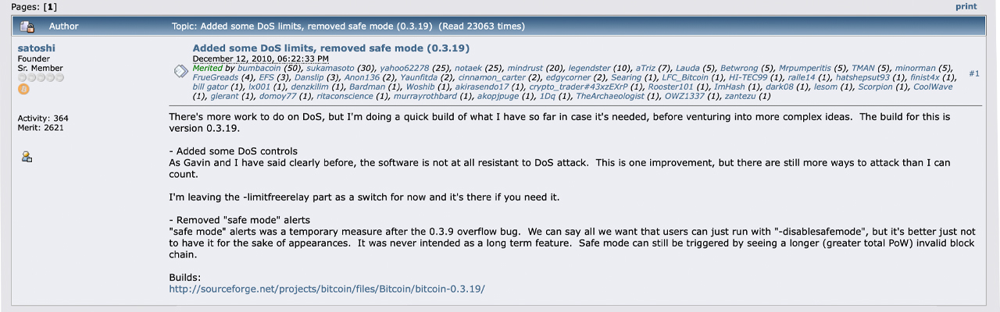 Pages: [1]
print
Author
Topic: Added some DoS limits, removed safe mode (0.3.19) (Read 23063 times)
satoshi
Founder
Sr. Member
Activity: 364
Merit: 2621
Added some DoS limits, removed safe mode (0.3.19)
December 12, 2010, 06:22:33 PM
Merited by bumbacoin (50), sukamasoto (30), yahoo62278 (25), notaek (25), mindrust (20), legendster (10), aTriz (7), Lauda (5), Betwrong (5), Mrpumperitis (5), TMAN (5), minorman (5),
FrueGreads (4), EFS (3), Danslip (3), Anon136 (2), Yaunfitda (2), cinnamon_carter (2), edgycorner (2), Searing (1), LFC_Bitcoin (1), HI-TEC99 (1), ralle14 (1), hatshepsut93 (1), finist4x (1),
bill gator (1), lx001 (1), denzkilim (1), Bardman (1), Woshib (1), akirasendo17 (1), crypto_trader#43xzEXrP (1), Rooster101 (1), ImHash (1), dark08 (1), lesom (1), Scorpion (1), CoolWave
(1), glerant (1), domoy77 (1), ritaconscience (1), murrayrothbard (1), akopjpuge (1), 1Dq (1), TheArchaeologist (1), OWZ1337 (1), zantezu (1)
#1
There's more work to do on DoS, but I'm doing a quick build of what I have so far in case it's needed, before venturing into more complex ideas. The build for this is
version 0.3.19.
- Added some DoS controls
As Gavin and I have said clearly before, the software is not at all resistant to DoS attack. This is one improvement, but there are still more ways to attack than I can
count.
I'm leaving the -limitfreerelay part as a switch for now and it's there if you need it.
- Removed "safe mode" alerts
"safe mode" alerts was a temporary measure after the 0.3.9 overflow bug. We can say all we want that users can just run with "-disablesafemode", but it's better just not
to have it for the sake of appearances. It was never intended as a long term feature. Safe mode can still be triggered by seeing a longer (greater total PoW) invalid block
chain.
Builds:
http://sourceforge.net/projects/bitcoin/files/Bitcoin/bitcoin-0.3.19/